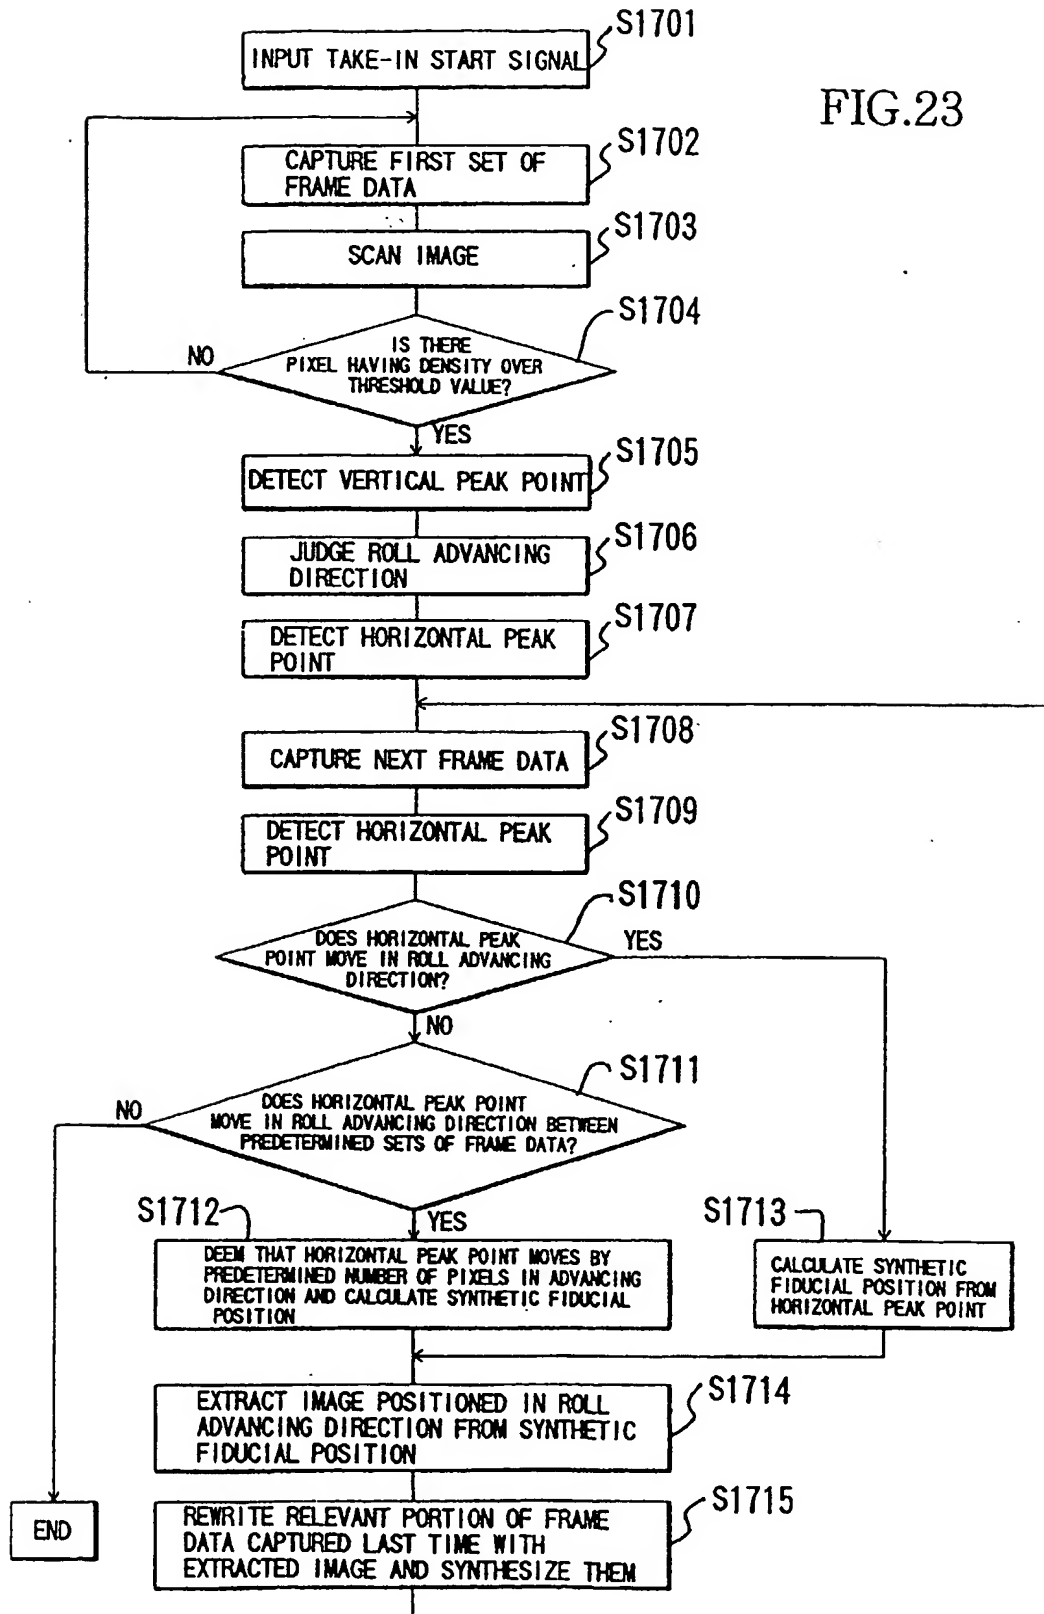 S1701
INPUT TAKE-IN START SIGNAL
FIG.23
S1702
CAPTURE FIRST SET OF
FRAME DATA
S1703
SCAN IMAGE
S1704
IS THERE
PIXEL HAVING DENSITY OVER
THRESHOLD VALUE?
NO
YES
S1705
DETECT VERTICAL PEAK POINT
S1706
JUDGE ROLL ADVANCING
DIRECTION
S1707
DETECT HORIZONTAL PEAK
POINT
S1708
CAPTURE NEXT FRAME DATA
S1709
DETECT HORIZONTAL PEAK
POINT
S1710
DOES HORIZONTAL PEAK
POINT MOVE IN ROLL ADVANCING
DIRECTION?
YES
NO
S1711
DOES HORIZONTAL PEAK POINT
MOVE IN ROLL ADVANCING DIRECTION BETWEEN
PREDETERMINED SETS OF FRAME DATA?
NO
YES
S1712
DEEM THAT HORIZONTAL PEAK POINT MOVES BY
PREDETERMINED NUMBER OF PIXELS IN ADVANCING
DIRECTION AND CALCULATE SYNTHETIC FIDUCIAL
POSITION
S1713
CALCULATE SYNTHETIC
FIDUCIAL POSITION FROM
HORIZONTAL PEAK POINT
S1714
EXTRACT IMAGE POSITIONED IN ROLL
ADVANCING DIRECTION FROM SYNTHETIC
FIDUCIAL POSITION
S1715
REWRITE RELEVANT PORTION OF FRAME
DATA CAPTURED LAST TIME WITH
EXTRACTED IMAGE AND SYNTHESIZE THEM
END